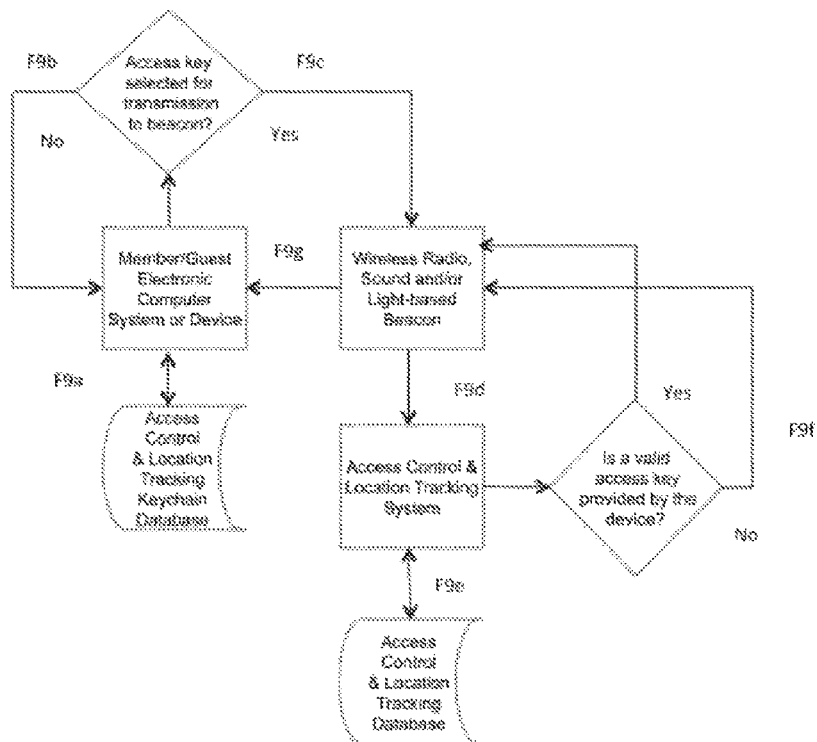 F9b
Access key
selected for
transmission
to beacon?
F9c
No
Yes
Member/Guest
Electronic
Computer
System or Device
F9g
Wireless Radio,
Sound and/or
Light-based
Beacon
F9a
F9d
Yes
F9f
Access
Control
& Location
Tracking
Keychain
Database
Access Control &
Location Tracking
System
Is a valid
access key
provided by the
device?
No
F9e
Access
Control
& Location
Tracking
Database